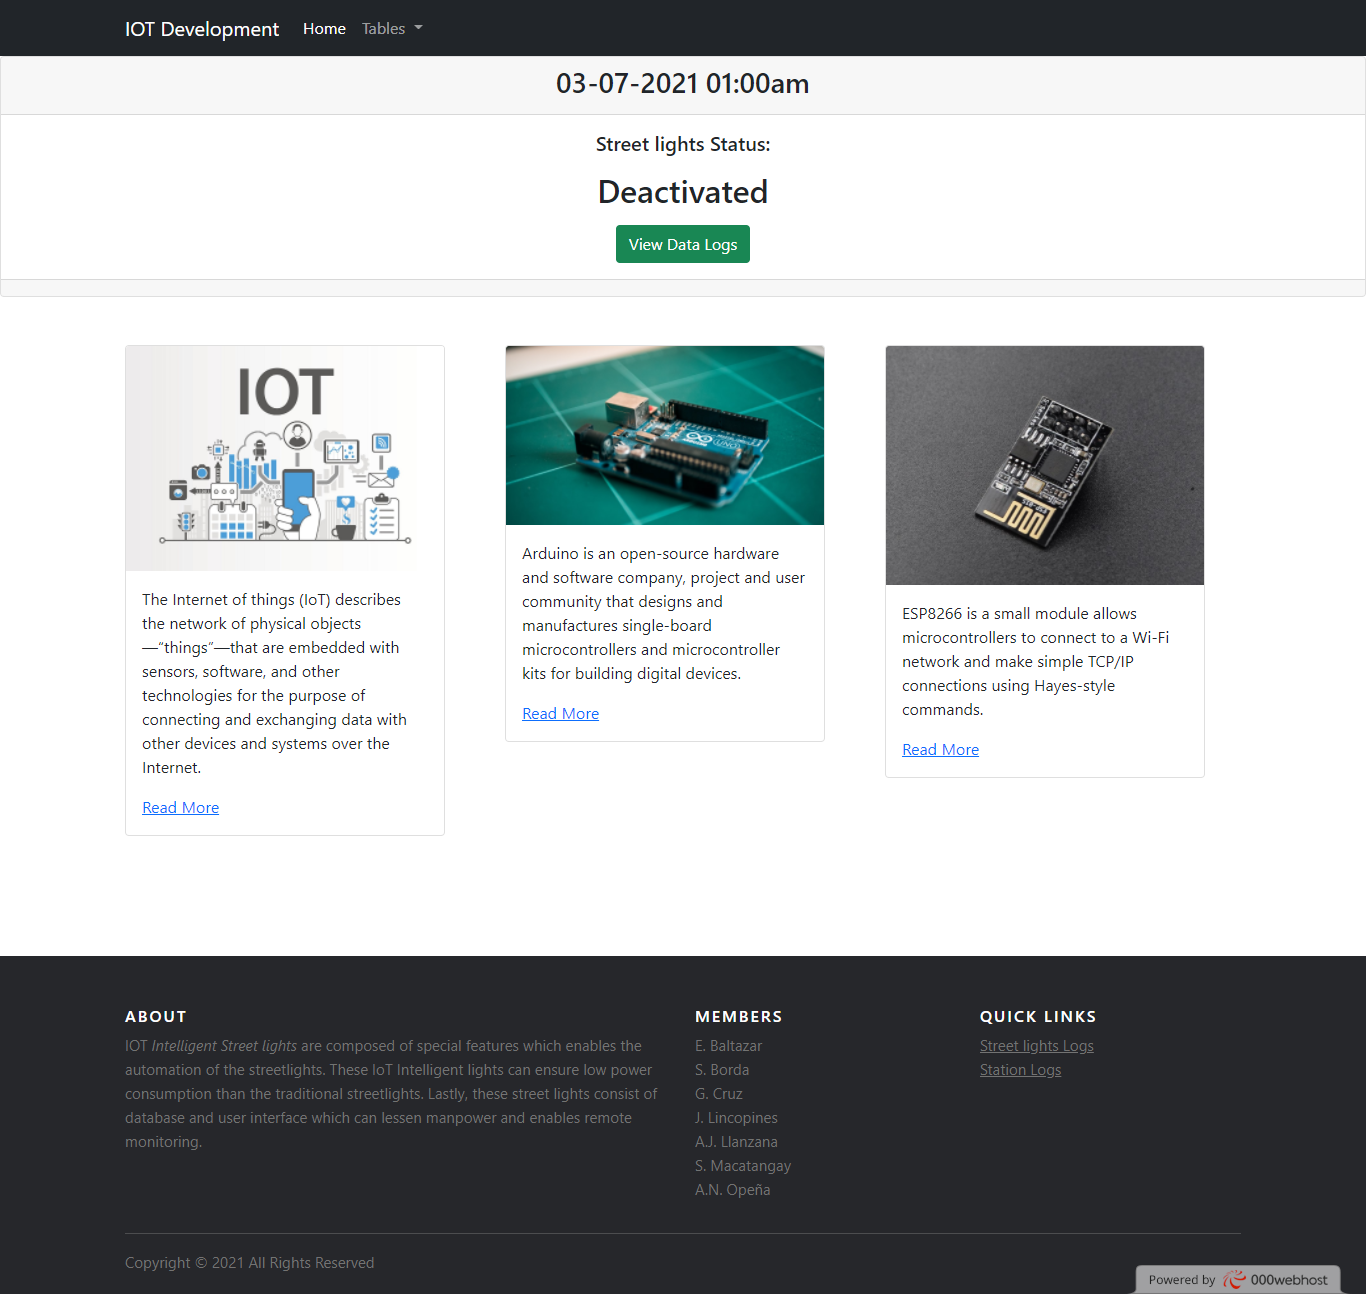 IOT Development Home Tables
03-07-2021 01:00am
Street lights Status:
Deactivated
View Data Logs
IOT
The Internet of things (IoT) describes
the network of physical objects
—“things”—that are embedded with
sensors, software, and other
technologies for the purpose of
connecting and exchanging data with
other devices and systems over the
Internet.
Read More
UNO
Arduino is an open-source hardware
and software company, project and user
community that designs and
manufactures single-board
microcontrollers and microcontroller
kits for building digital devices.
Read More
ESP8266 is a small module allows
microcontrollers to connect to a Wi-Fi
network and make simple TCP/IP
connections using Hayes-style
commands.
Read More
ABOUT
IOT Intelligent Street lights are composed of special features which enables the
automation of the streetlights. These IoT Intelligent lights can ensure low power
consumption than the traditional streetlights. Lastly, these street lights consist of
database and user interface which can lessen manpower and enables remote
monitoring.
MEMBERS
E. Baltazar
S. Borda
G. Cruz
J. Lincopines
A.J. Llanzana
S. Macatangay
A.N. Opeña
QUICK LINKS
Street lights Logs
Station Logs
Copyright © 2021 All Rights Reserved
Powered by 000webhost